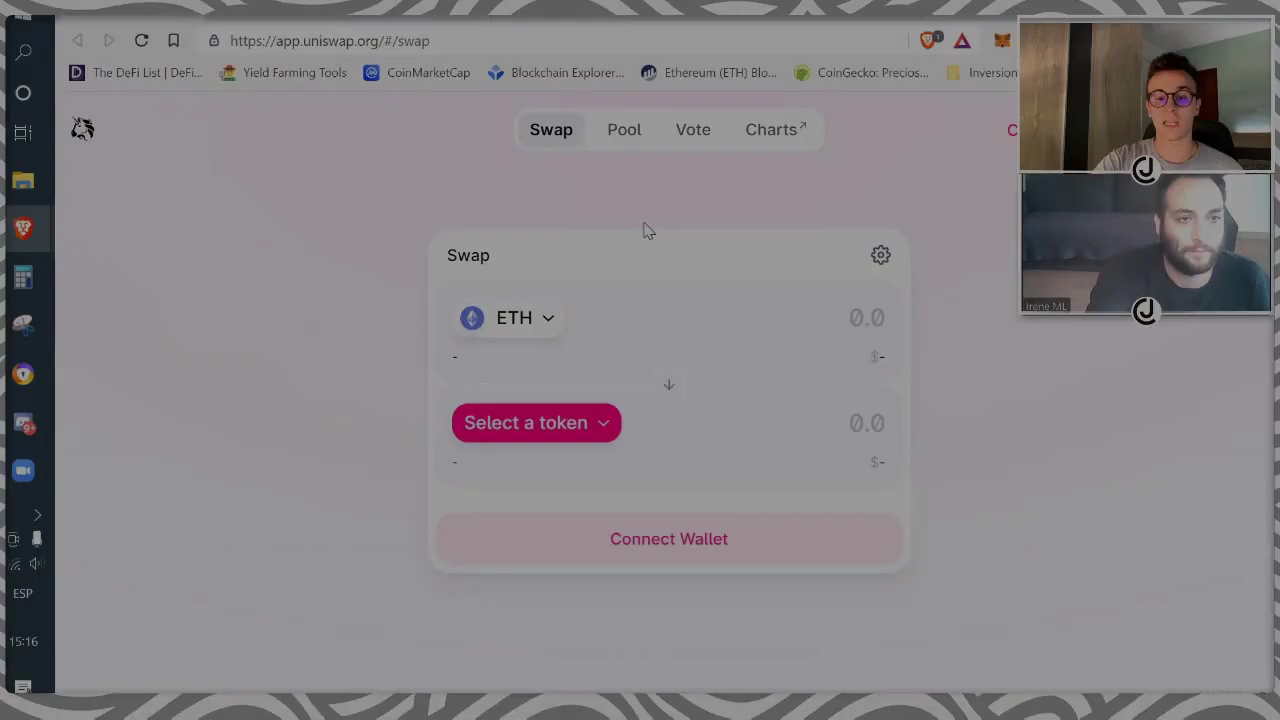 https://app.uniswap.org/#/swap
1
The DeFi List | DeFi...
Yield Farming Tools
CoinMarketCap
Blockchain Explorer...
Ethereum (ETH) Blo...
CoinGecko: Precios...
Inversion
Swap
Pool
Vote
Charts↗
C
Swap
ETH
0.0
-
$-
Select a token
0.0
-
$-
Connect Wallet
Irene ML
9+
ESP
15:16